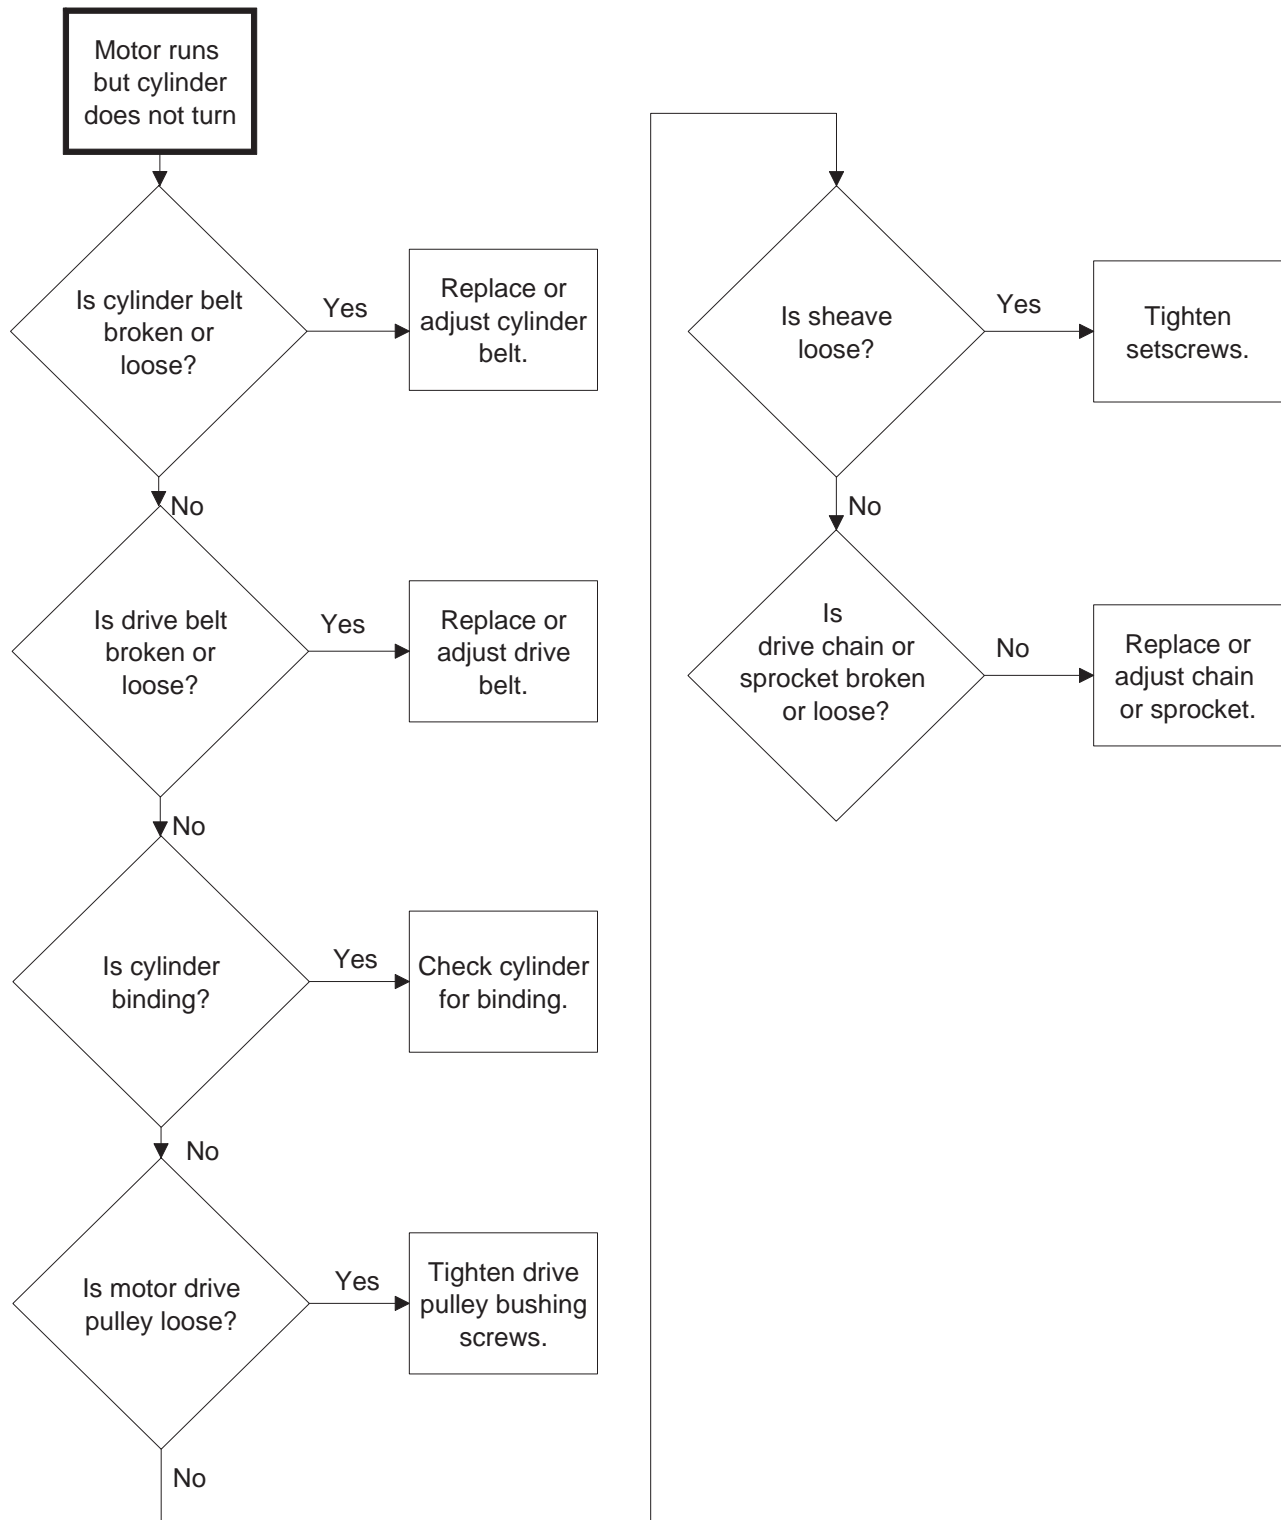 Motor runs
but cylinder
does not turn
Is cylinder belt
broken or
loose?
Yes
Replace or
adjust cylinder
belt.
No
Is drive belt
broken or
loose?
Yes
Replace or
adjust drive
belt.
No
Is cylinder
binding?
Yes
Check cylinder
for binding.
No
Is motor drive
pulley loose?
Yes
Tighten drive
pulley bushing
screws.
No
Is sheave
loose?
Yes
Tighten
setscrews.
No
Is
drive chain or
sprocket broken
or loose?
No
Replace or
adjust chain
or sprocket.